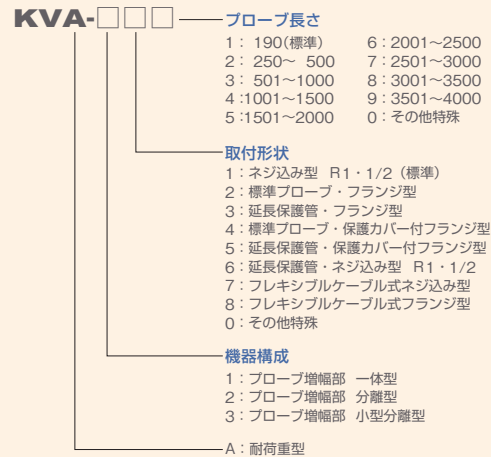 KVA-□□□
プローブ長さ
1：190(標準) 6：2001～2500
2：250～ 500 7：2501～3000
3：501～1000 8：3001～3500
4：1001～1500 9：3501～4000
5：1501～2000 0：その他特殊
取付形状
1：ネジ込み型 R1・1/2（標準）
2：標準プローブ・フランジ型
3：延長保護管・フランジ型
4：標準プローブ・保護カバー付フランジ型
5：延長保護管・保護カバー付フランジ型
6：延長保護管・ネジ込み型 R1・1/2
7：フレキシブルケーブル式ネジ込み型
8：フレキシブルケーブル式フランジ型
0：その他特殊
機器構成
1：プローブ増幅部 一体型
2：プローブ増幅部 分離型
3：プローブ増幅部 小型分離型
A：耐荷重型